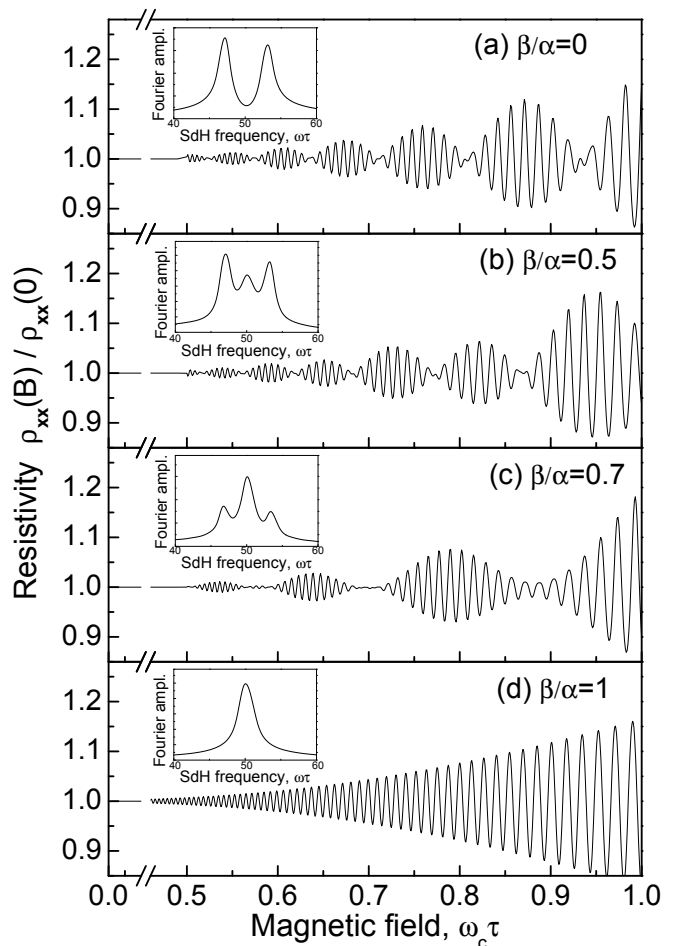 Resistivity ρxx(B) / ρxx(0)
1.2
(a) β/α=0
1.1
1.0
0.9
Fourier ampl.
40 50 60
SdH frequency, ωτ
1.2
(b) β/α=0.5
1.1
1.0
0.9
Fourier ampl.
40 50 60
SdH frequency, ωτ
1.2
(c) β/α=0.7
1.1
1.0
0.9
Fourier ampl.
40 50 60
SdH frequency, ωτ
1.2
(d) β/α=1
1.1
1.0
0.9
Fourier ampl.
40 50 60
SdH frequency, ωτ
0.0 0.5 0.6 0.7 0.8 0.9 1.0
Magnetic field, ωcτ